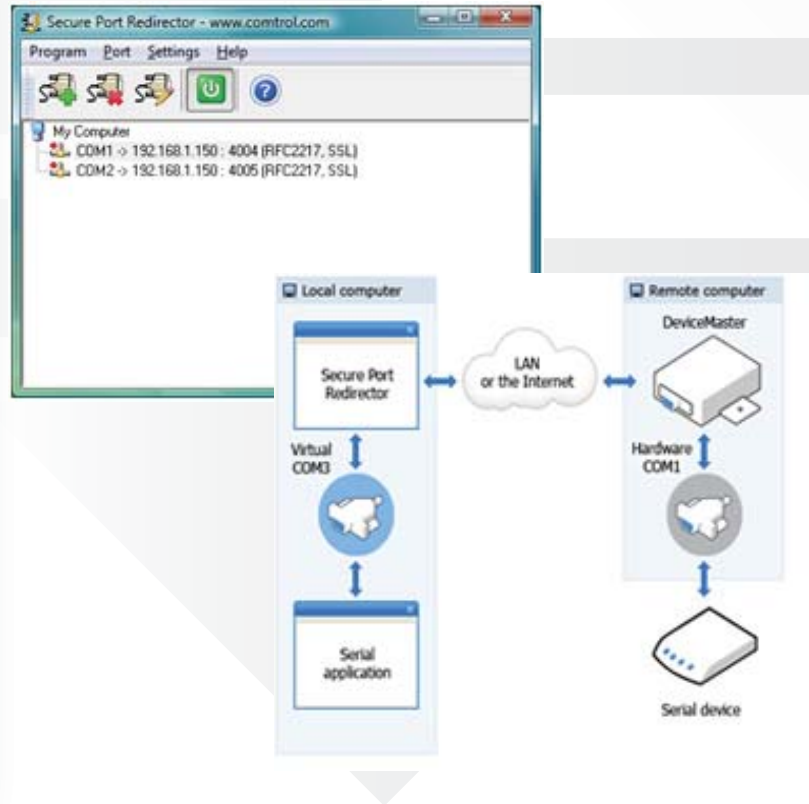 Secure Port Redirector - www.comtrol.com
Program Port Settings Help
My Computer
COM1 -> 192.168.1.150 : 4004 (RFC2217, SSL)
COM2 -> 192.168.1.150 : 4005 (RFC2217, SSL)
Local computer
Secure Port
Redirector
Virtual
COM3
Serial
application
LAN
or the Internet
Remote computer
DeviceMaster
Hardware
COM1
Serial device